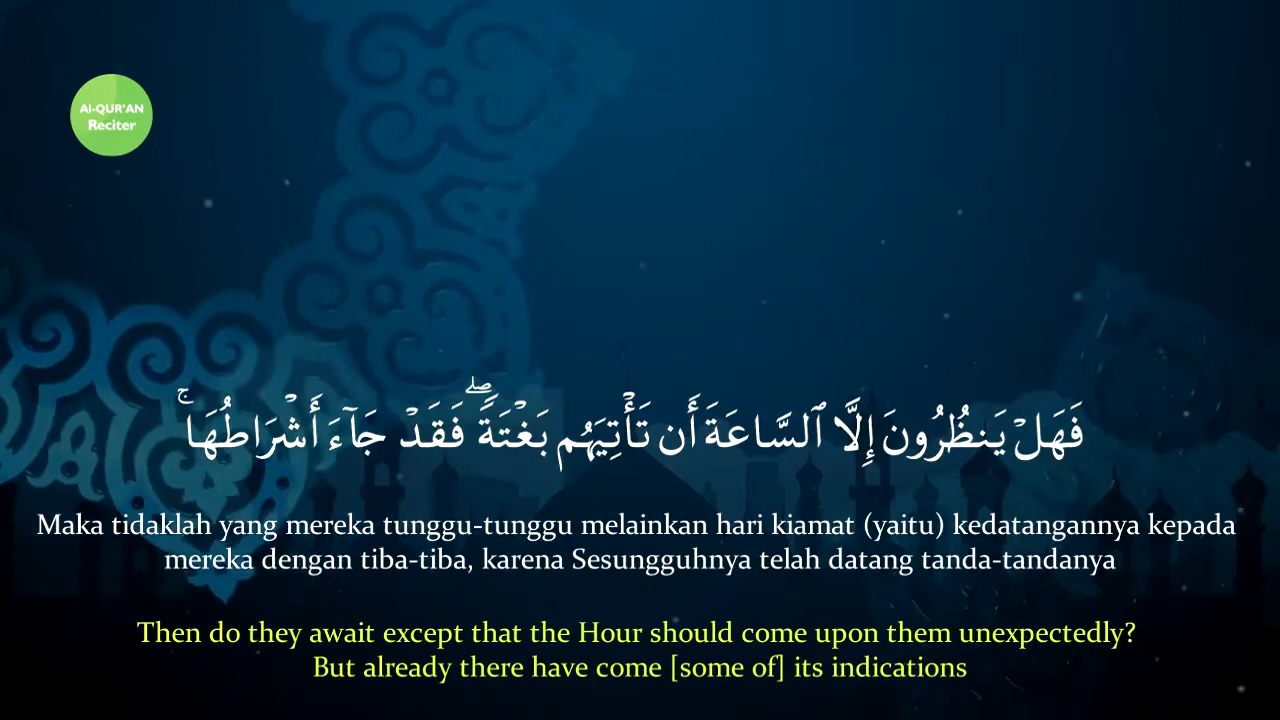 Al-QUR'AN
Reciter
فَهَلۡ يَنظُرُونَ إِلَّا ٱلسَّاعَةَ أَن تَأۡتِيَهُم بَغۡتَةٗۖ فَقَدۡ جَآءَ أَشۡرَاطُهَاۚ
Maka tidaklah yang mereka tunggu-tunggu melainkan hari kiamat (yaitu) kedatangannya kepada
mereka dengan tiba-tiba, karena Sesungguhnya telah datang tanda-tandanya
Then do they await except that the Hour should come upon them unexpectedly?
But already there have come [some of] its indications